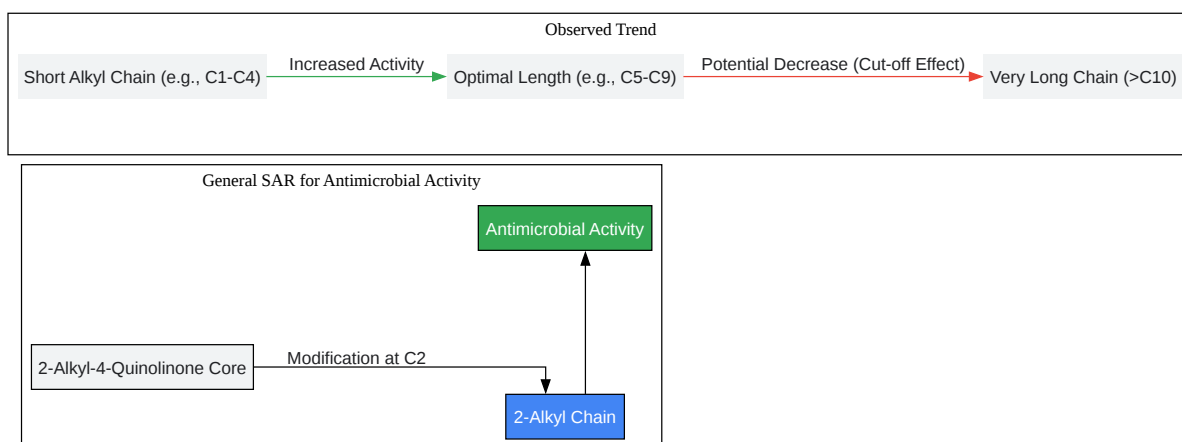 Observed Trend
Short Alkyl Chain (e.g., C1-C4)
Increased Activity
Optimal Length (e.g., C5-C9)
Potential Decrease (Cut-off Effect)
Very Long Chain (>C10)
General SAR for Antimicrobial Activity
Antimicrobial Activity
2-Alkyl-4-Quinolinone Core
Modification at C2
2-Alkyl Chain